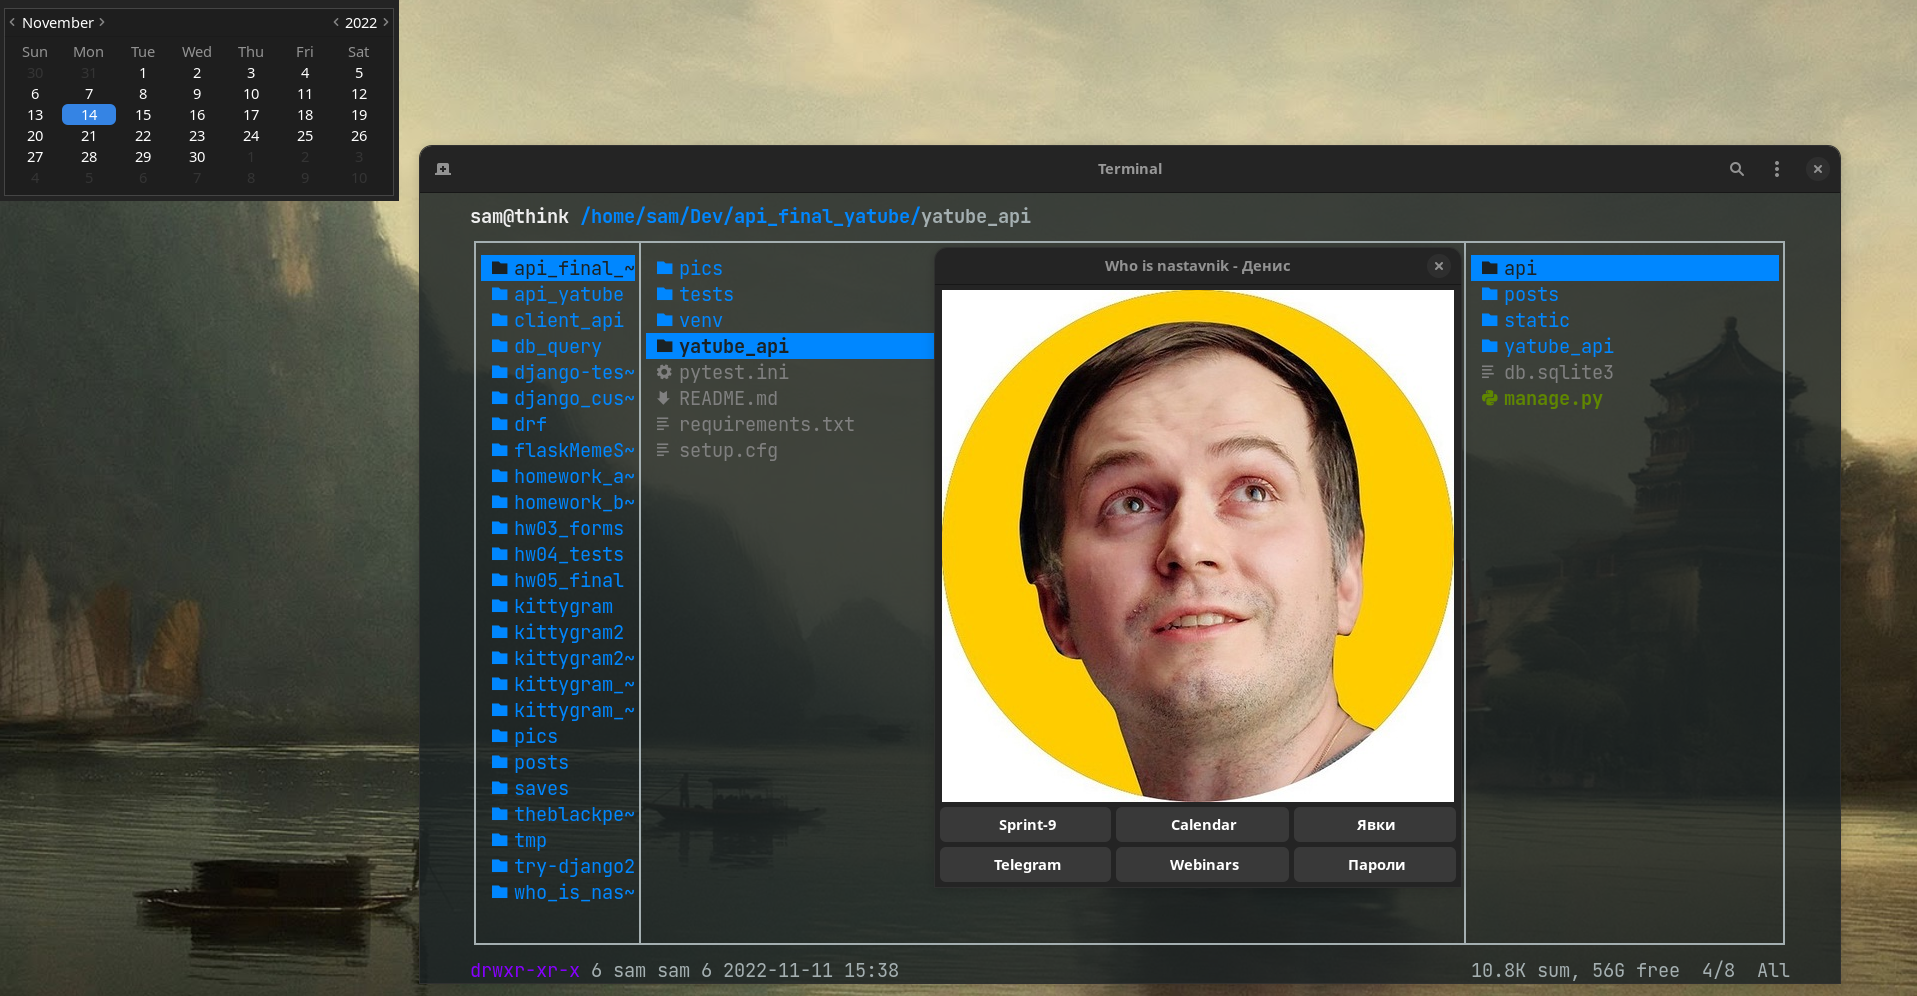 November 2022
Sun Mon Tue Wed Thu Fri Sat
30 31 1 2 3 4 5
6 7 8 9 10 11 12
13 14 15 16 17 18 19
20 21 22 23 24 25 26
27 28 29 30 1 2 3
4 5 6 7 8 9 10
Terminal
sam@think /home/sam/Dev/api_final_yatube/yatube_api
api_final_~
api_yatube
client_api
db_query
django-tes~
django_cus~
drf
flaskMemeS~
homework_a~
homework_b~
hw03_forms
hw04_tests
hw05_final
kittygram
kittygram2
kittygram2~
kittygram_~
kittygram_~
pics
posts
saves
theblackpe~
tmp
try-django2
who_is_nas~
pics
tests
venv
yatube_api
pytest.ini
README.md
requirements.txt
setup.cfg
Who is nastavnik - Денис
Sprint-9 Calendar Явки
Telegram Webinars Пароли
api
posts
static
yatube_api
db.sqlite3
manage.py
drwxr-xr-x 6 sam sam 6 2022-11-11 15:38
10.8K sum, 56G free 4/8 All